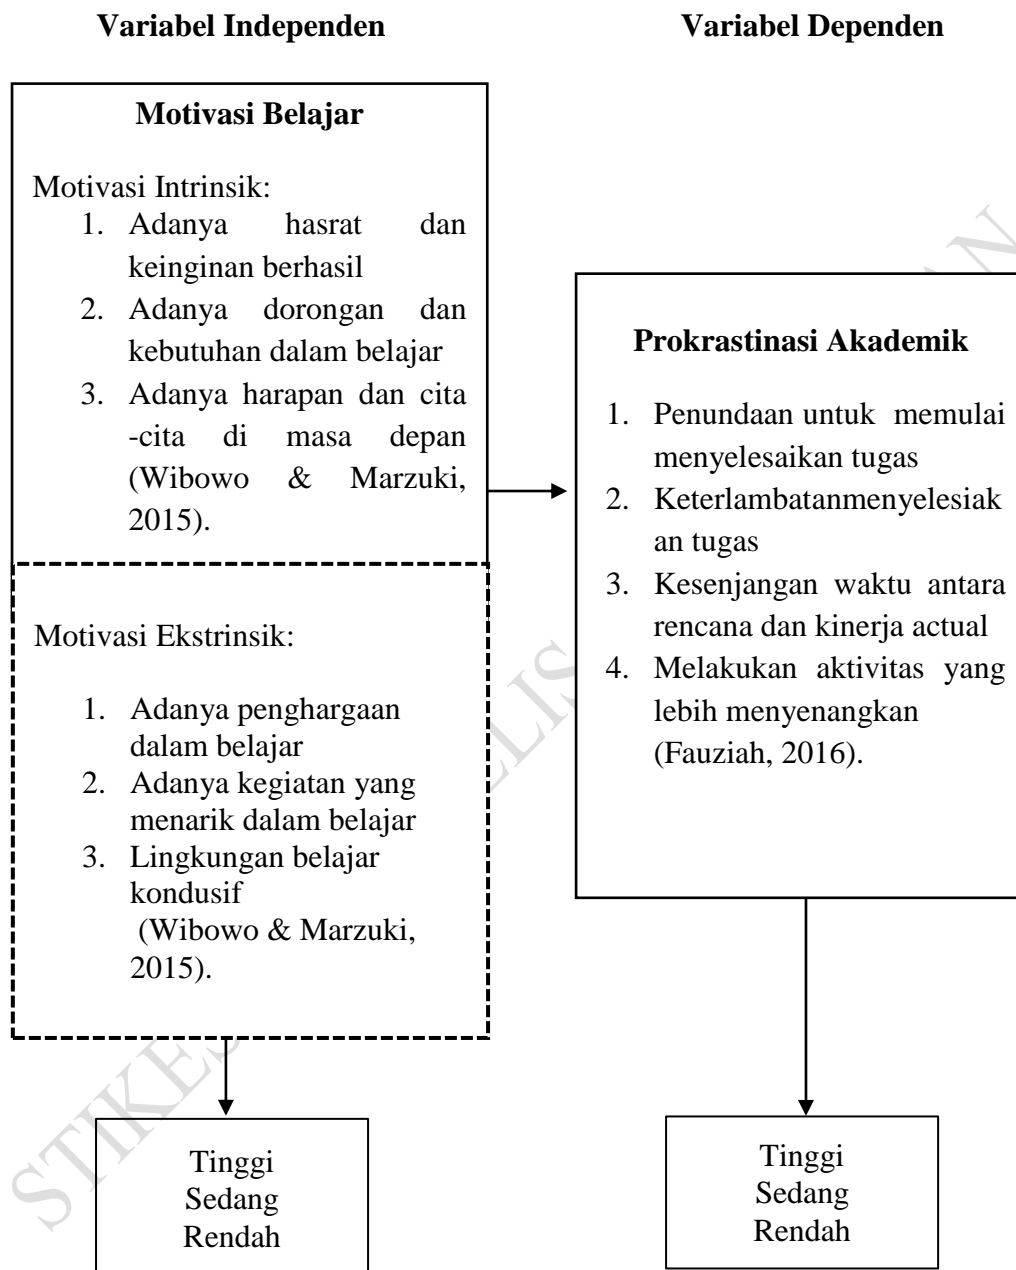 Variabel Independen
Variabel Dependen
Motivasi Belajar
Motivasi Intrinsik:
1. Adanya hasrat dan
keinginan berhasil
2. Adanya dorongan dan
kebutuhan dalam belajar
3. Adanya harapan dan cita
-cita di masa depan
(Wibowo & Marzuki,
2015).
Motivasi Ekstrinsik:
1. Adanya penghargaan
dalam belajar
2. Adanya kegiatan yang
menarik dalam belajar
3. Lingkungan belajar
kondusif
(Wibowo & Marzuki,
2015).
Tinggi
Sedang
Rendah
Prokrastinasi Akademik
1. Penundaan untuk memulai
menyelesaikan tugas
2. Keterlambatanmenyelesiak
an tugas
3. Kesenjangan waktu antara
rencana dan kinerja actual
4. Melakukan aktivitas yang
lebih menyenangkan
(Fauziah, 2016).
Tinggi
Sedang
Rendah